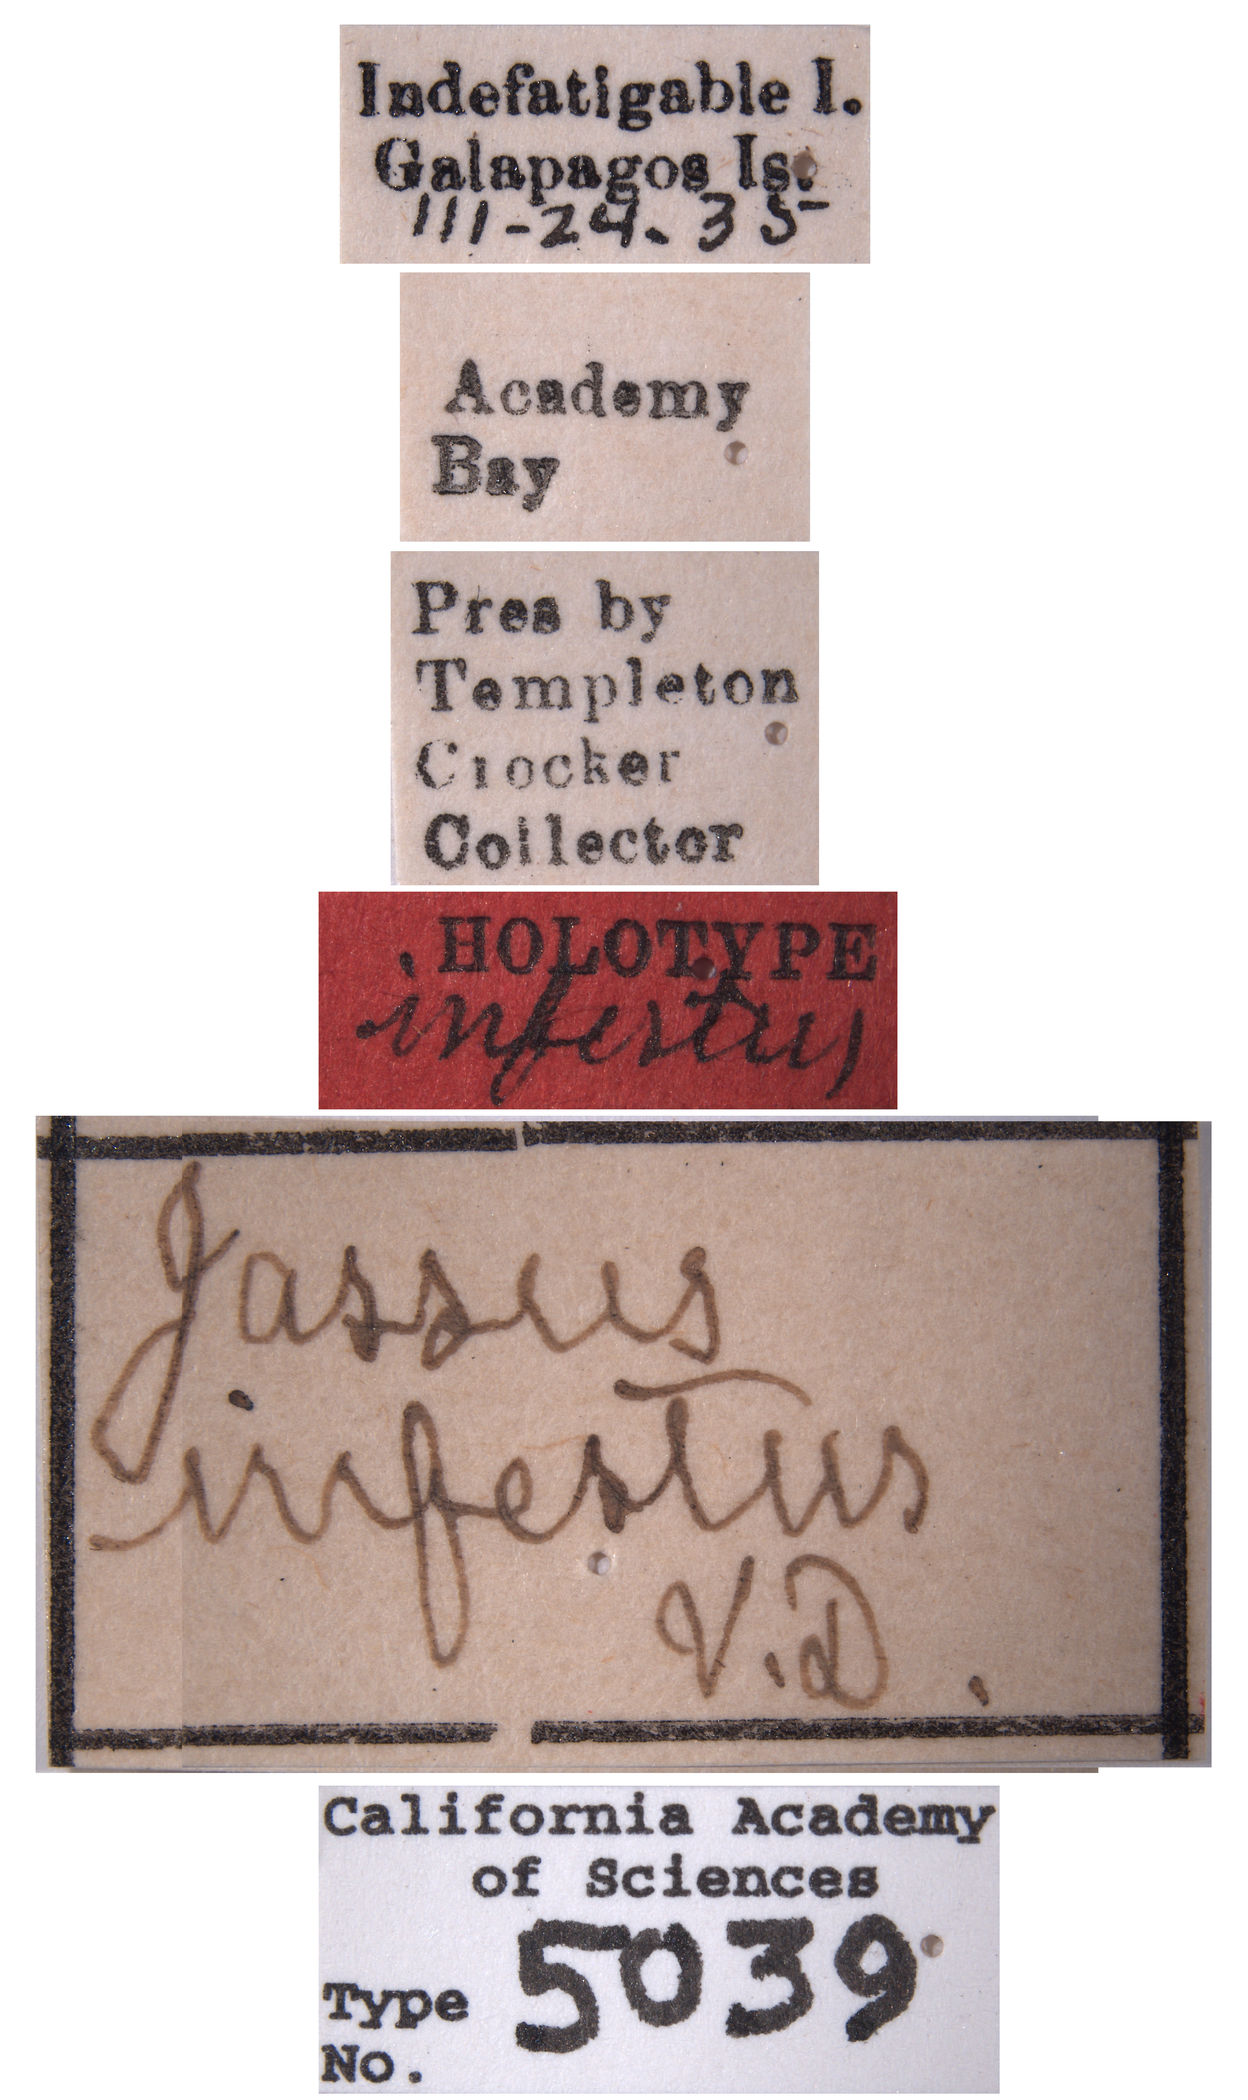 Indefatigable I.
Galapagos Is.
III-24.35
Academy
Bay
Pres by
Templeton
Crocker
Collector
HOLOTYPE
infestus
Jassus
infestus
V.D.
California Academy
of Sciences
Type 5039
No.